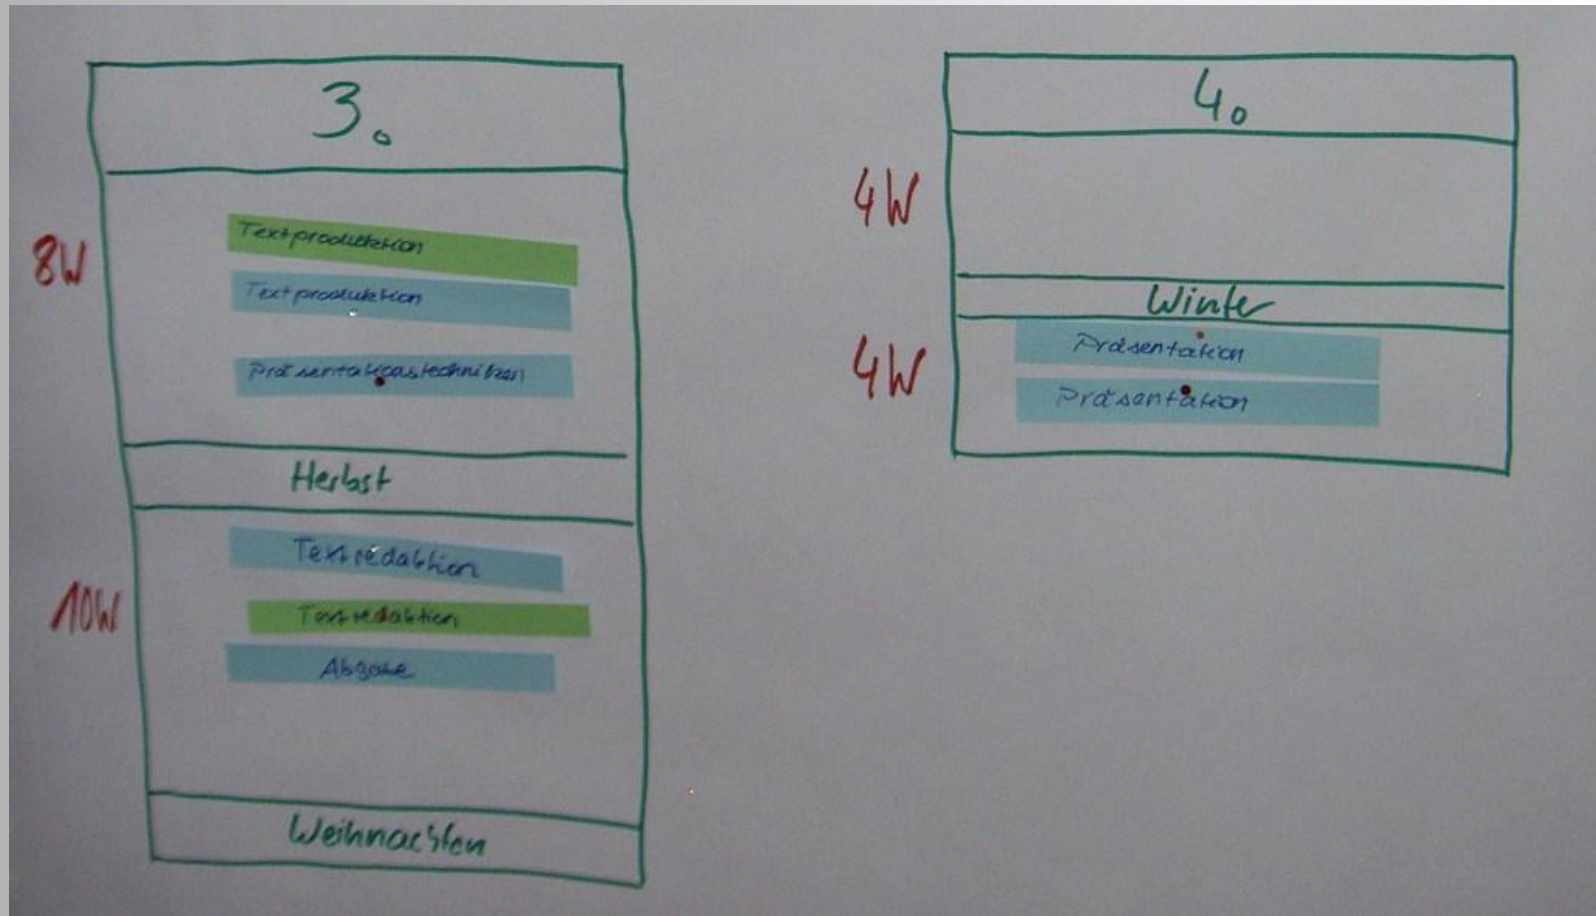 3.
8W
Textproduktion
Textproduktion
Präsentationstechniken
Herbst
10W
Textredaktion
Textredaktion
Abgabe
Weihnachten
4.
4W
Winter
4W
Präsentation
Präsentation